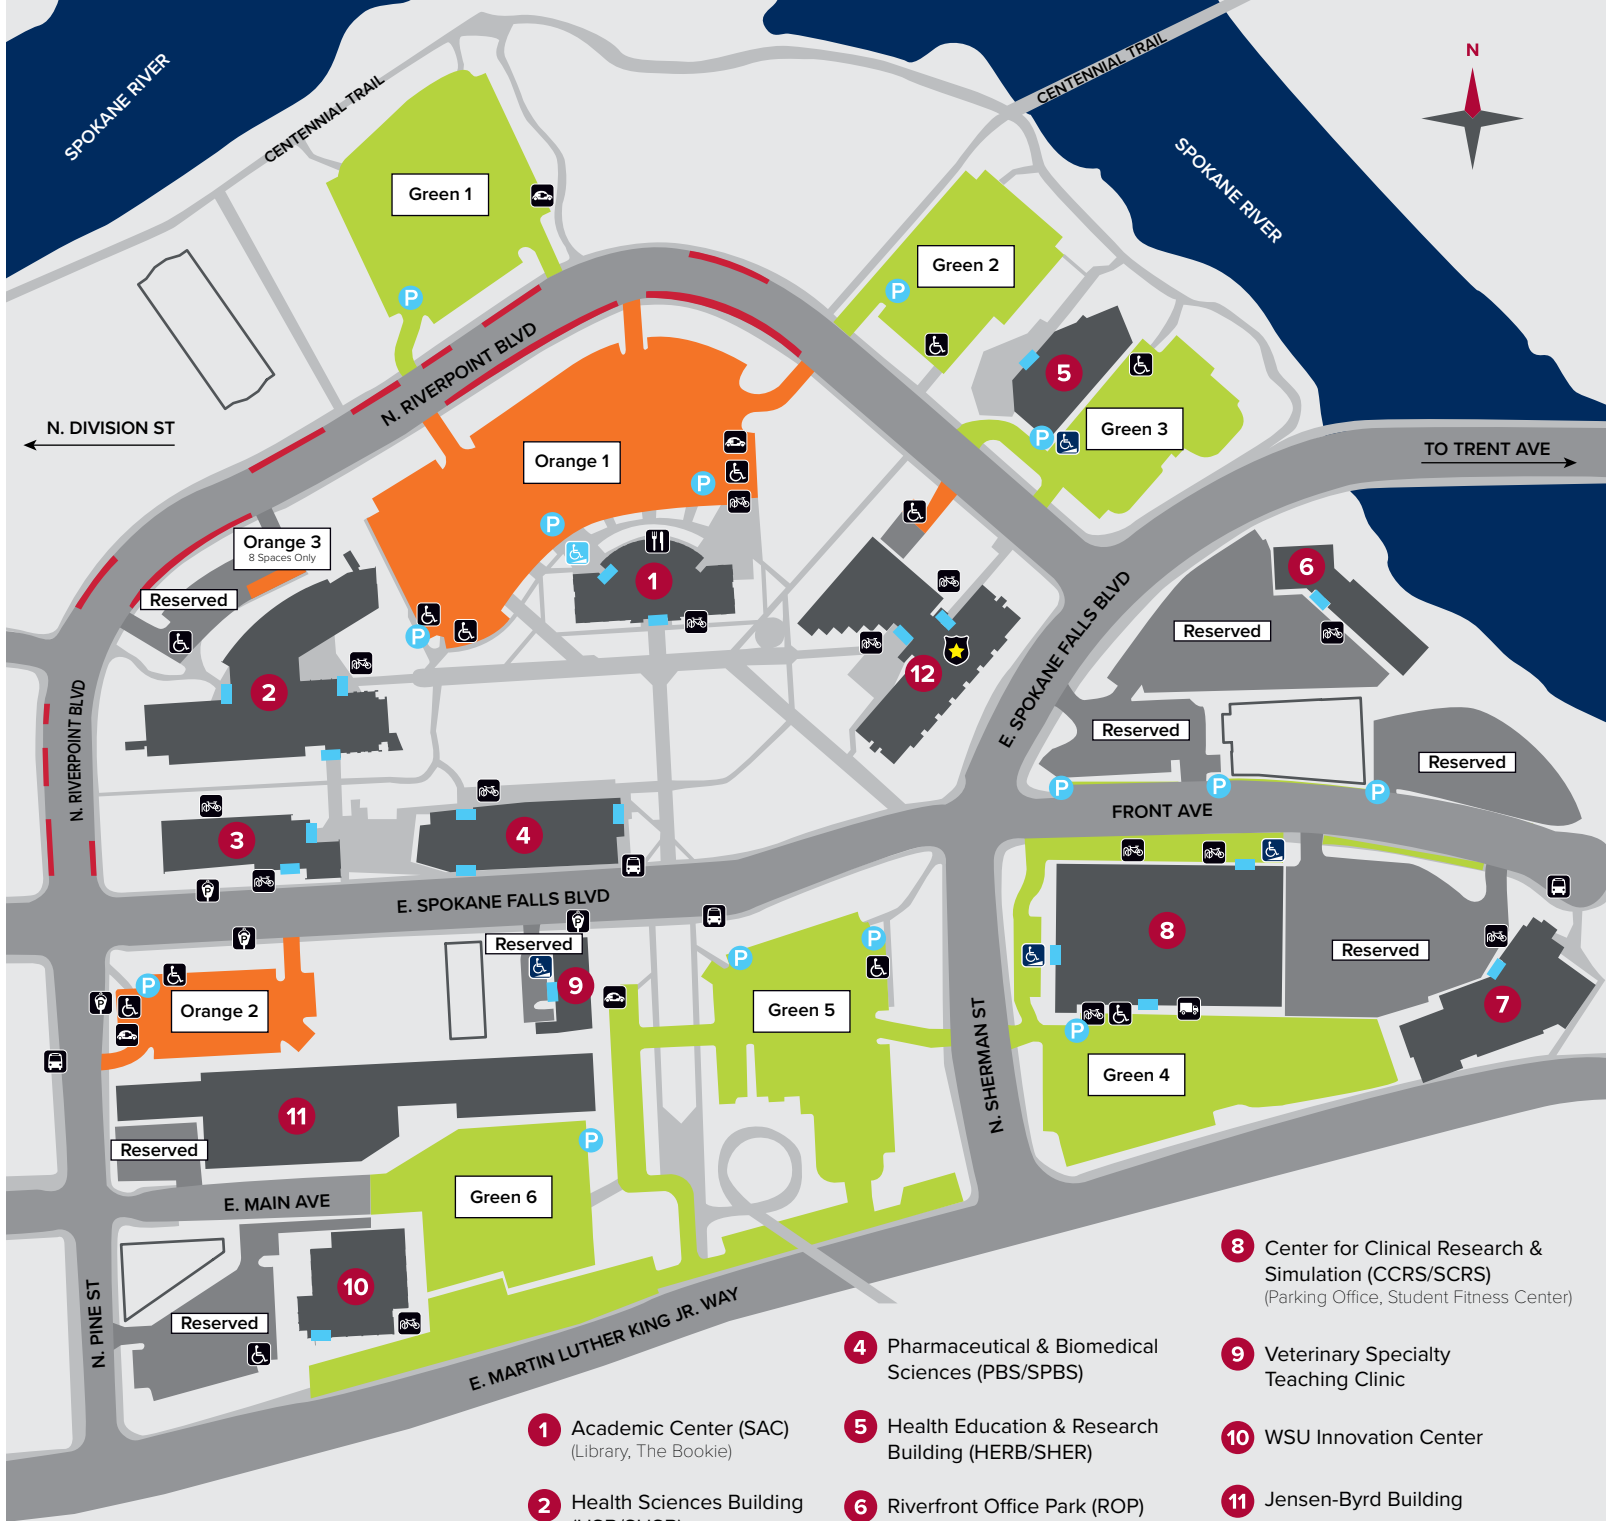 SPOKANE RIVER
CENTENNIAL TRAIL
CENTENNIAL TRAIL
N
SPOKANE RIVER
Green 1
Green 2
P
P
N. RIVERPOINT BLVD
5
Green 3
P
N. DIVISION ST
TO TRENT AVE
Orange 1
P
P
Orange 3
8 Spaces Only
Reserved
1
6
Reserved
P
12
2
E. SPOKANE FALLS BLVD
N. RIVERPOINT BLVD
Reserved
Reserved
P
P
P
FRONT AVE
3
4
P
E. SPOKANE FALLS BLVD
P
P
Reserved
8
Reserved
P
P
9
P
P
Orange 2
Green 5
7
P
Green 4
N. SHERMAN ST
11
Reserved
P
Green 6
E. MAIN AVE
10
Reserved
N. PINE ST
E. MARTIN LUTHER KING JR. WAY
1 Academic Center (SAC)
(Library, The Bookie)
2 Health Sciences Building
4 Pharmaceutical & Biomedical
Sciences (PBS/SPBS)
5 Health Education & Research
Building (HERB/SHER)
6 Riverfront Office Park (ROP)
8 Center for Clinical Research &
Simulation (CCRS/SCRS)
(Parking Office, Student Fitness Center)
9 Veterinary Specialty
Teaching Clinic
10 WSU Innovation Center
11 Jensen-Byrd Building